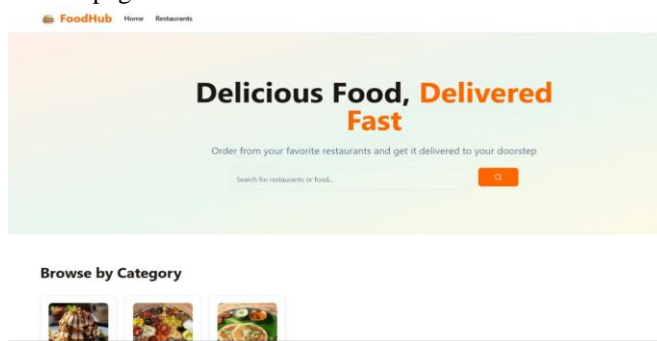 FoodHub Home Restaurants
Delicious Food, Delivered
Fast
Order from your favorite restaurants and get it delivered to your doorstep
Search for restaurants or food...
Browse by Category